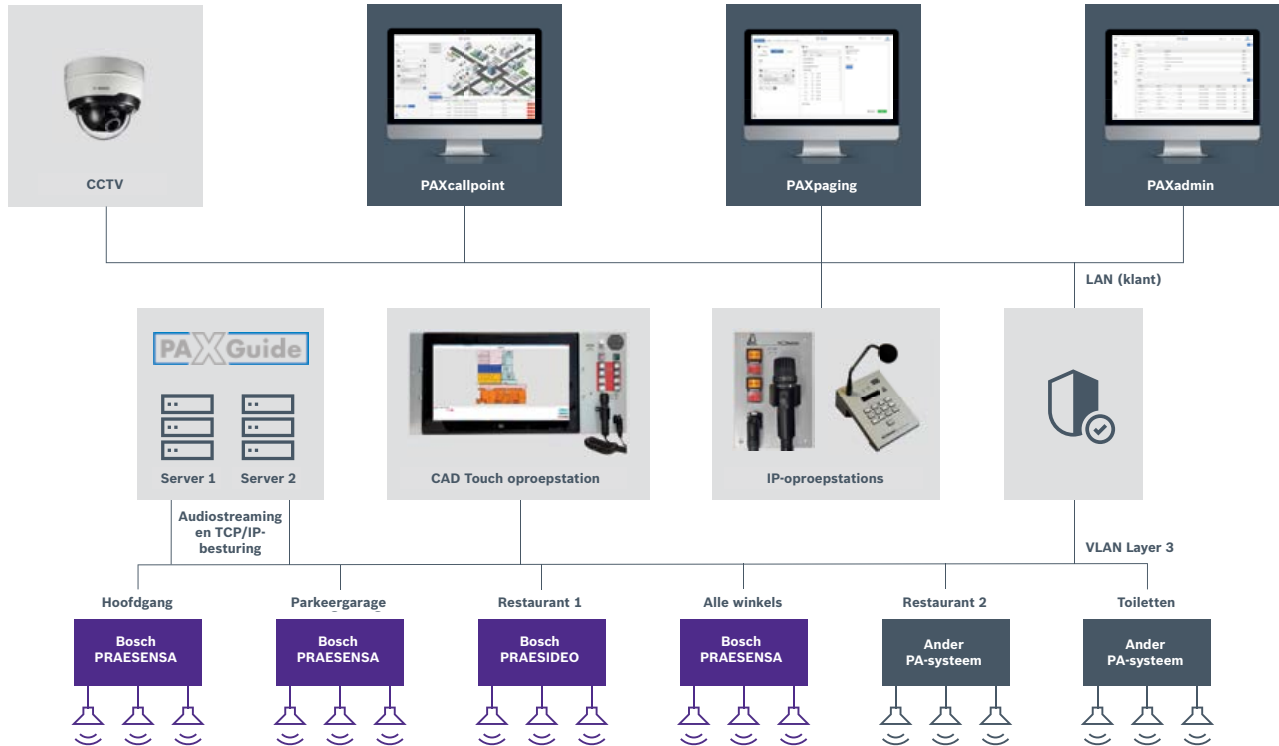 CCTV
PAXcallpoint
PAXpaging
PAXadmin
LAN (klant)
PAXGuide
Server 1
Server 2
CAD Touch oproepstation
IP-oproepstations
Audiostreaming
en TCP/IP-
besturing
VLAN Layer 3
Hoofdgang
Parkeergarage
Restaurant 1
Alle winkels
Restaurant 2
Toiletten
Bosch
PRAESENSA
Bosch
PRAESENSA
Bosch
PRAESIDEO
Bosch
PRAESENSA
Ander
PA-systeem
Ander
PA-systeem